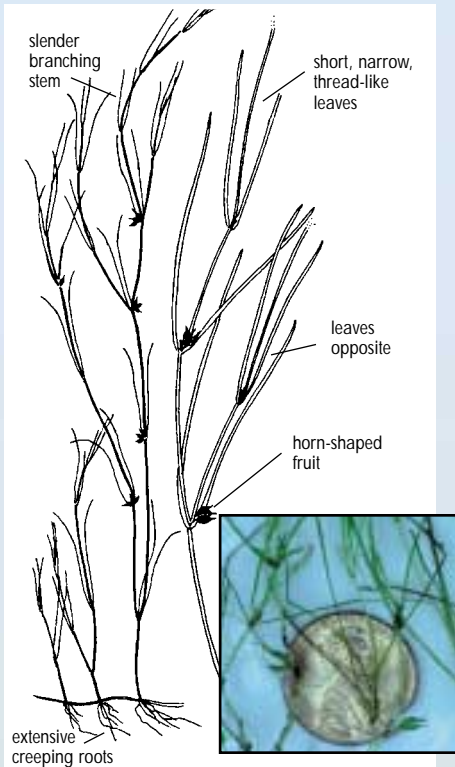 slender
branching
stem
short, narrow,
thread-like
leaves
leaves
opposite
horn-shaped
fruit
extensive
creeping roots